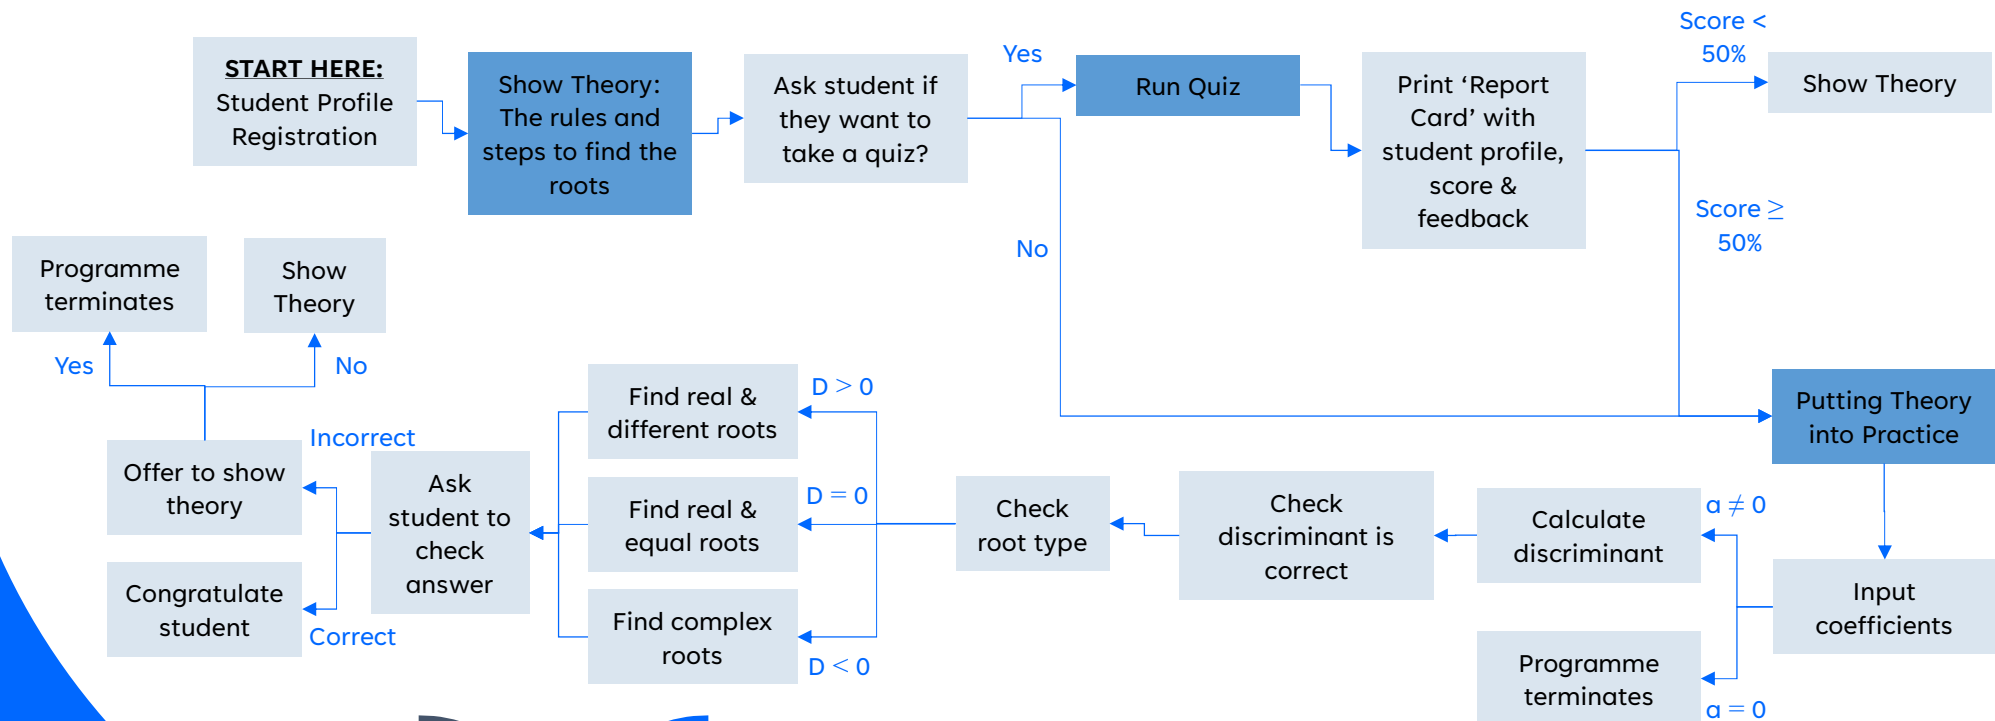 START HERE:
Student Profile
Registration
Show Theory:
The rules and
steps to find the
roots
Ask student if
they want to
take a quiz?
Yes
No
Run Quiz
Print ‘Report
Card’ with
student profile,
score &
feedback
Score <
50%
Show Theory
Score ≥
50%
Putting Theory
into Practice
Input
coefficients
a ≠ 0
Calculate
discriminant
a = 0
Programme
terminates
Check
discriminant is
correct
Check
root type
D > 0
Find real &
different roots
D = 0
Find real &
equal roots
D < 0
Find complex
roots
Ask
student to
check
answer
Incorrect
Offer to show
theory
Correct
Congratulate
student
Yes
Programme
terminates
No
Show
Theory